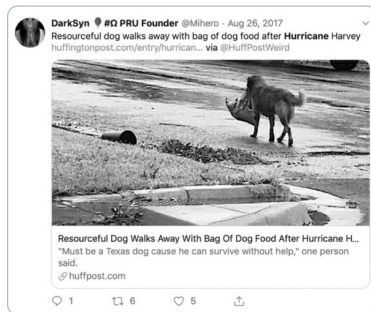 DarkSyn #Ω PRU Founder @Mihero · Aug 26, 2017
Resourceful dog walks away with bag of dog food after Hurricane Harvey
huffingtonpost.com/entry/hurrican... via @HuffPostWeird
Resourceful Dog Walks Away With Bag Of Dog Food After Hurricane H...
"Must be a Texas dog cause he can survive without help," one person
said.
huffpost.com
1 6 5